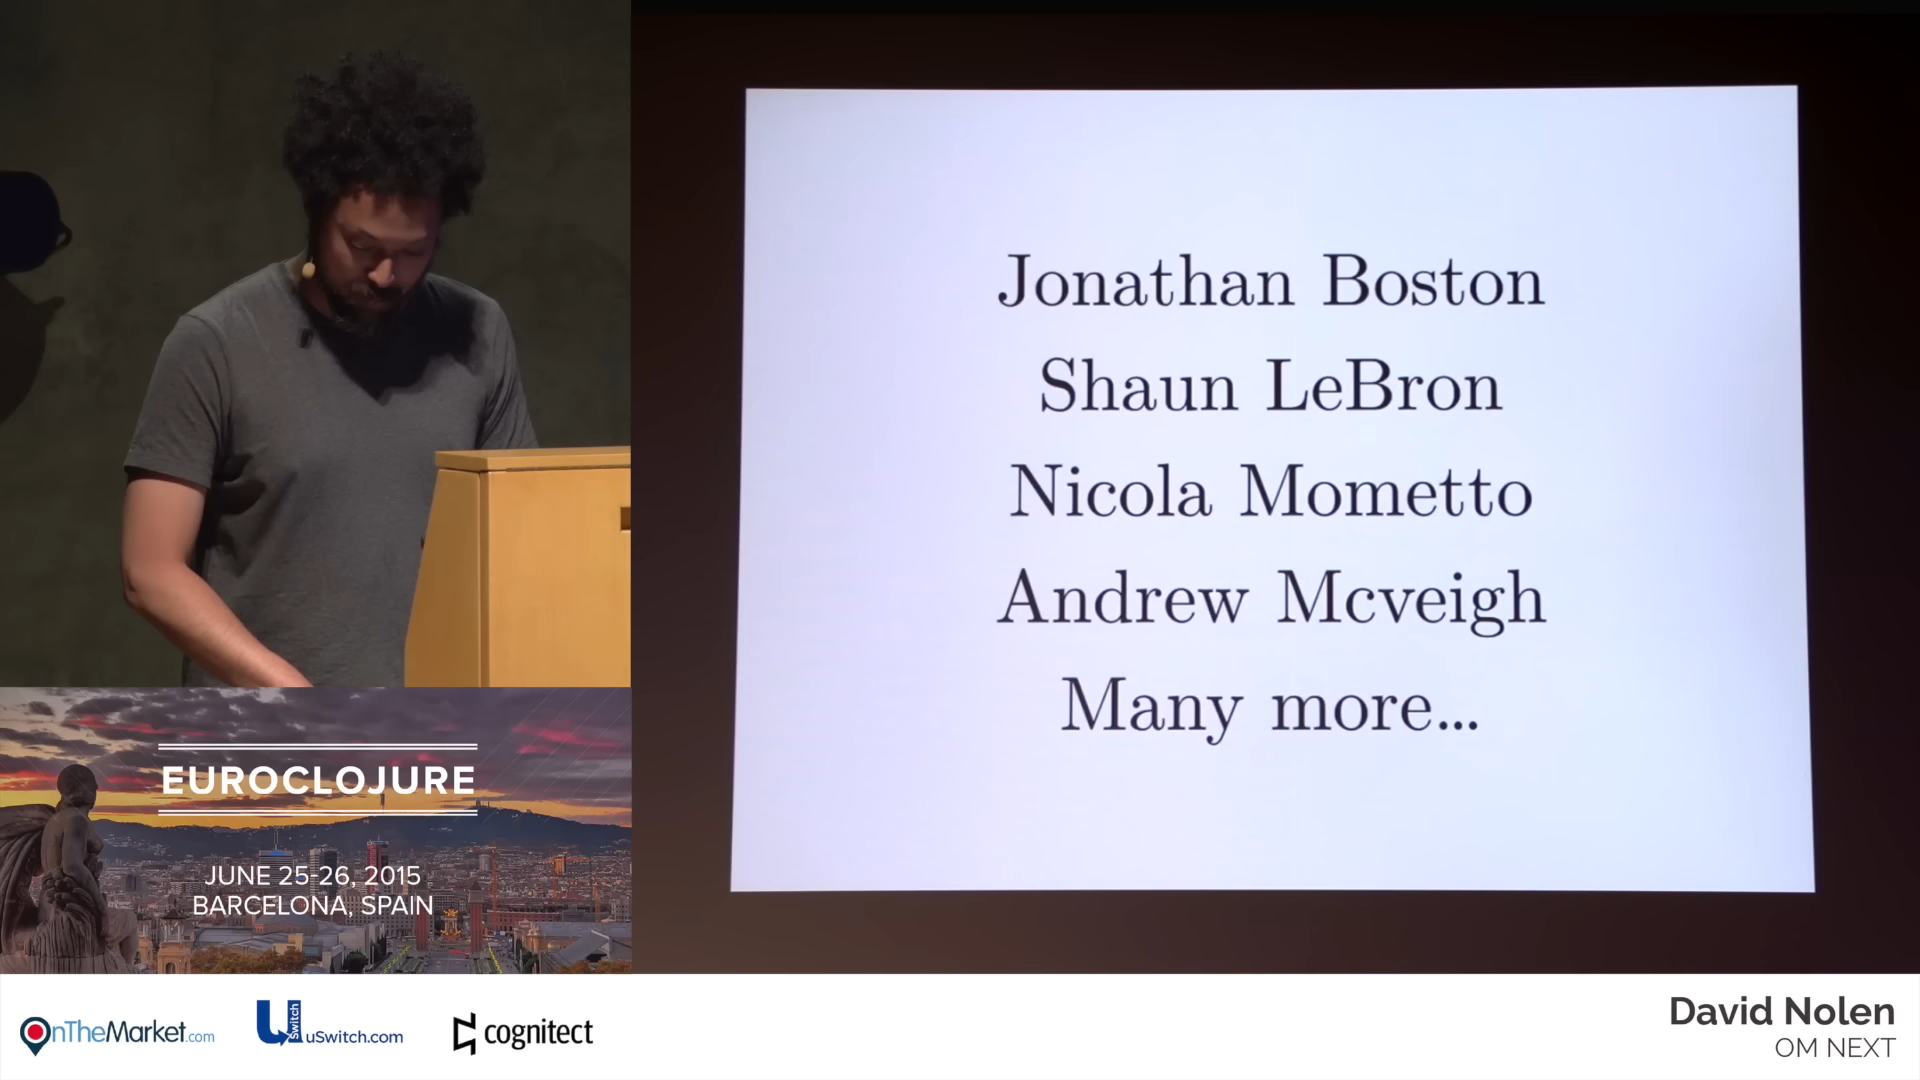 Jonathan Boston
Shaun LeBron
Nicola Mometto
Andrew Mcveigh
Many more...
EUROCLOJURE
JUNE 25-26, 2015
BARCELONA, SPAIN
OnTheMarket.com
USwitch
uSwitch.com
cognitect
David Nolen
OM NEXT